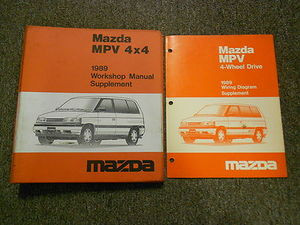 Mazda
MPV 4x4
1989
Workshop Manual
Supplement
mazda
Mazda
MPV
4-Wheel Drive
1989
Wiring Diagram
Supplement
mazda